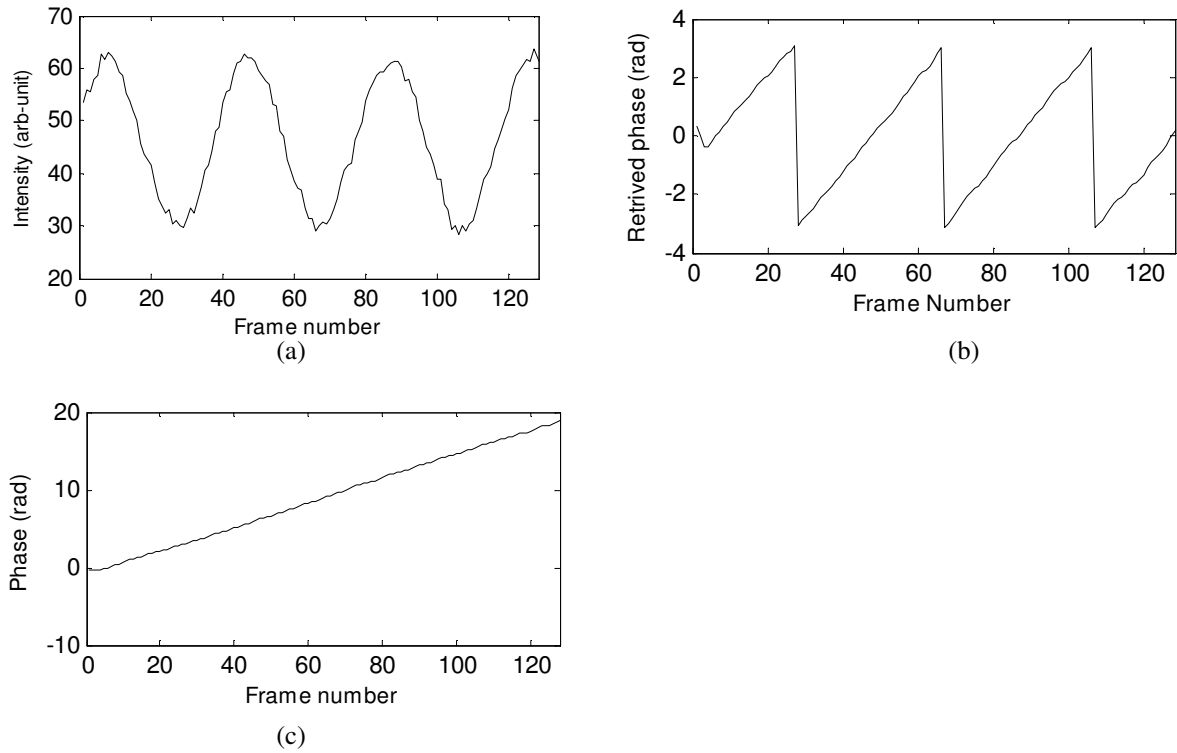 70
60
50
40
30
20
0 20 40 60 80 100 120
Intensity (arb-unit)
Frame number
(a)
4
2
0
-2
-4
0 20 40 60 80 100 120
Retrived phase (rad)
Frame Number
(b)
20
10
0
-10
0 20 40 60 80 100 120
Phase (rad)
Frame number
(c)